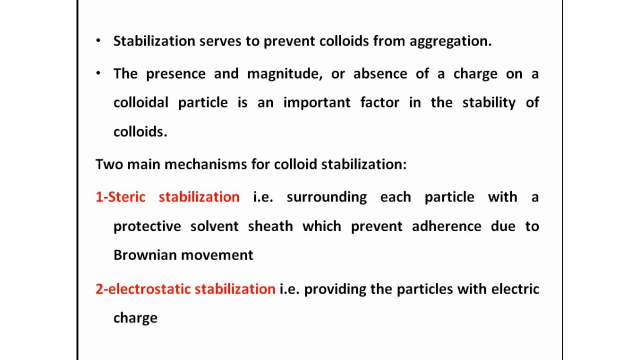 • Stabilization serves to prevent colloids from aggregation.
• The presence and magnitude, or absence of a charge on a
colloidal particle is an important factor in the stability of
colloids.
Two main mechanisms for colloid stabilization:
1-Steric stabilization i.e. surrounding each particle with a
protective solvent sheath which prevent adherence due to
Brownian movement
2-electrostatic stabilization i.e. providing the particles with electric
charge